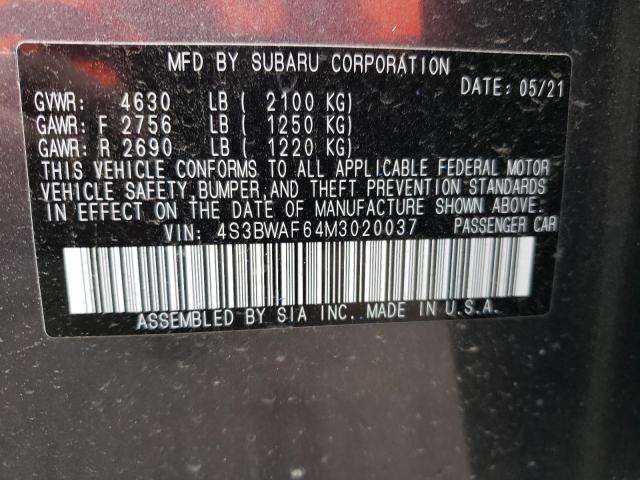 MFD BY SUBARU CORPORATION
DATE: 05/21
GVWR: 4630 LB ( 2100 KG)
GAWR: F 2756 LB ( 1250 KG)
GAWR: R 2690 LB ( 1220 KG)
THIS VEHICLE CONFORMS TO ALL APPLICABLE FEDERAL MOTOR
VEHICLE SAFETY, BUMPER, AND THEFT PREVENTION STANDARDS
IN EFFECT ON THE DATE OF MANUFACTURE SHOWN ABOVE.
VIN: 4S3BWAF64M3020037 PASSENGER CAR
ASSEMBLED BY SIA INC. MADE IN U.S.A.